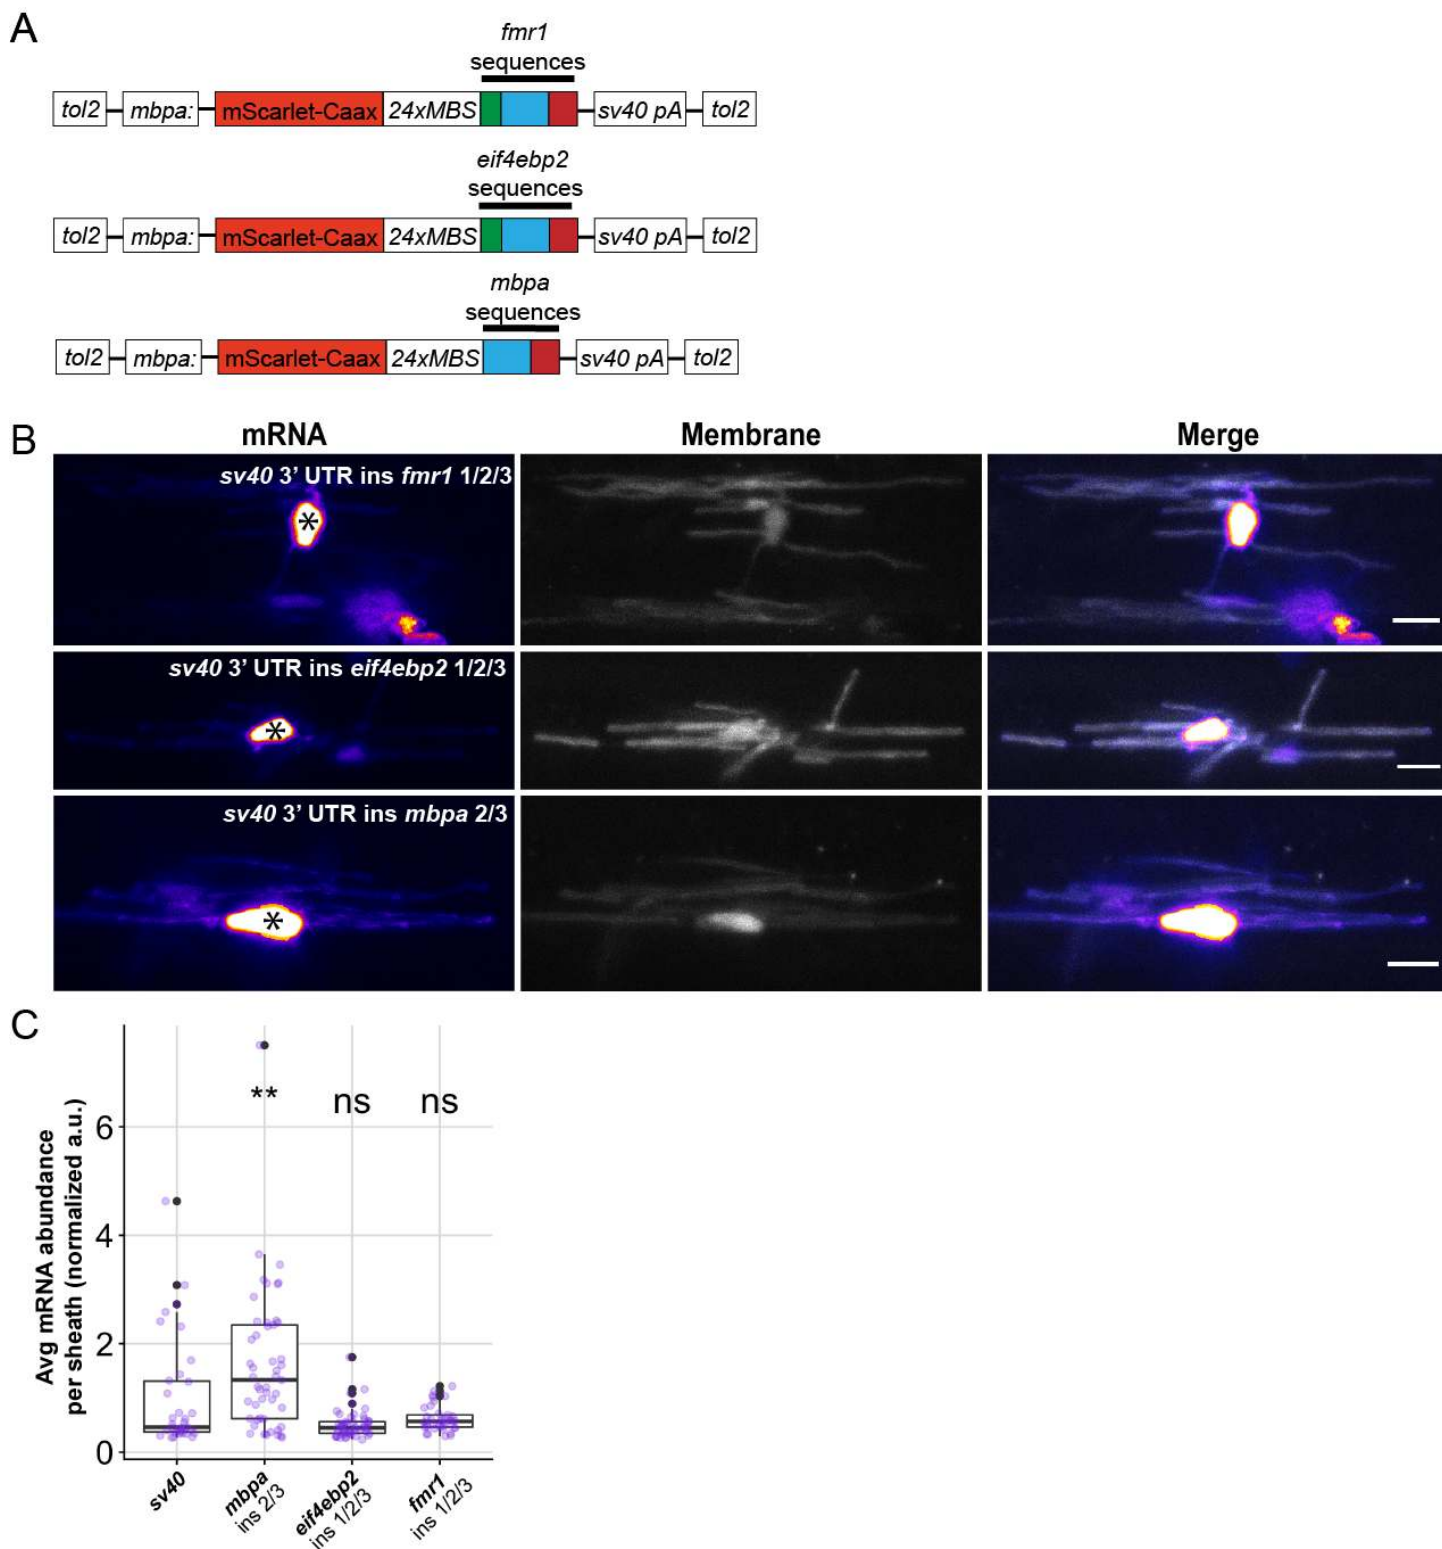 A
fmr1
sequences
tol2 mbpa: mScarlet-Caax 24xMBS sv40 pA tol2
eif4ebp2
sequences
tol2 mbpa: mScarlet-Caax 24xMBS sv40 pA tol2
mbpa
sequences
tol2 mbpa: mScarlet-Caax 24xMBS sv40 pA tol2
B
mRNA Membrane Merge
sv40 3’ UTR ins fmr1 1/2/3
*
sv40 3’ UTR ins eif4ebp2 1/2/3
*
sv40 3’ UTR ins mbpa 2/3
*
C
Avg mRNA abundance
per sheath (normalized a.u.)
** ns ns
6
4
2
0
sv40
mbpa
ins 2/3
eif4ebp2
ins 1/2/3
fmr1
ins 1/2/3